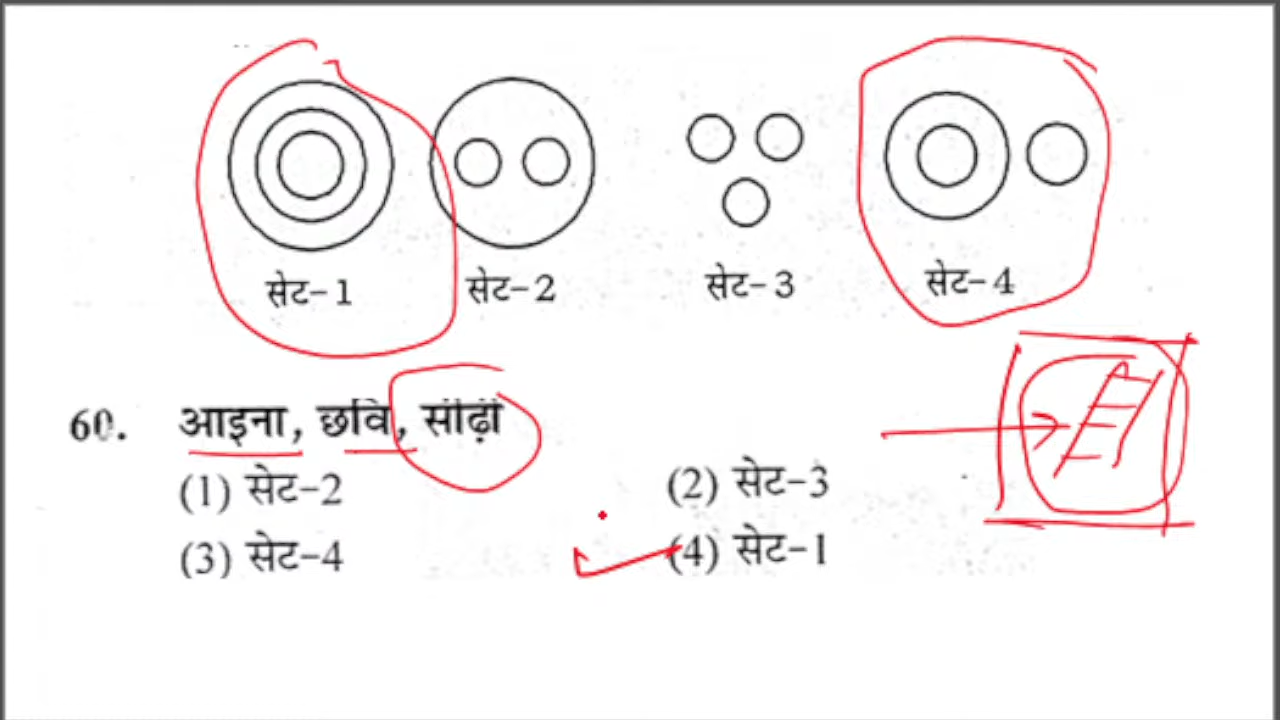 सेट-1 सेट-2 सेट-3 सेट-4
60. आइना, छवि, सीढ़ी
(1) सेट-2 (2) सेट-3
(3) सेट-4 (4) सेट-1